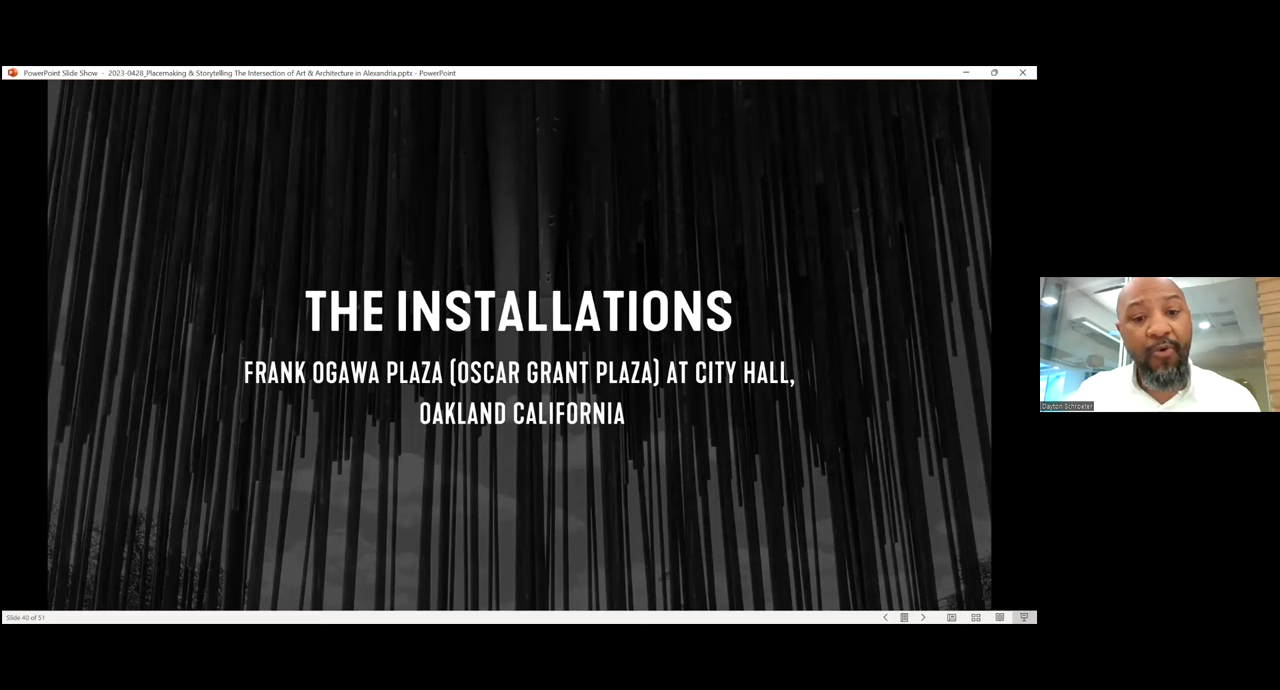 PowerPoint Slide Show - 2023-0428_Placemaking & Storytelling The Intersection of Art & Architecture in Alexandria.pptx - PowerPoint
THE INSTALLATIONS
FRANK OGAWA PLAZA (OSCAR GRANT PLAZA) AT CITY HALL,
OAKLAND CALIFORNIA
Dayton Schroeter
Slide 40 of 51